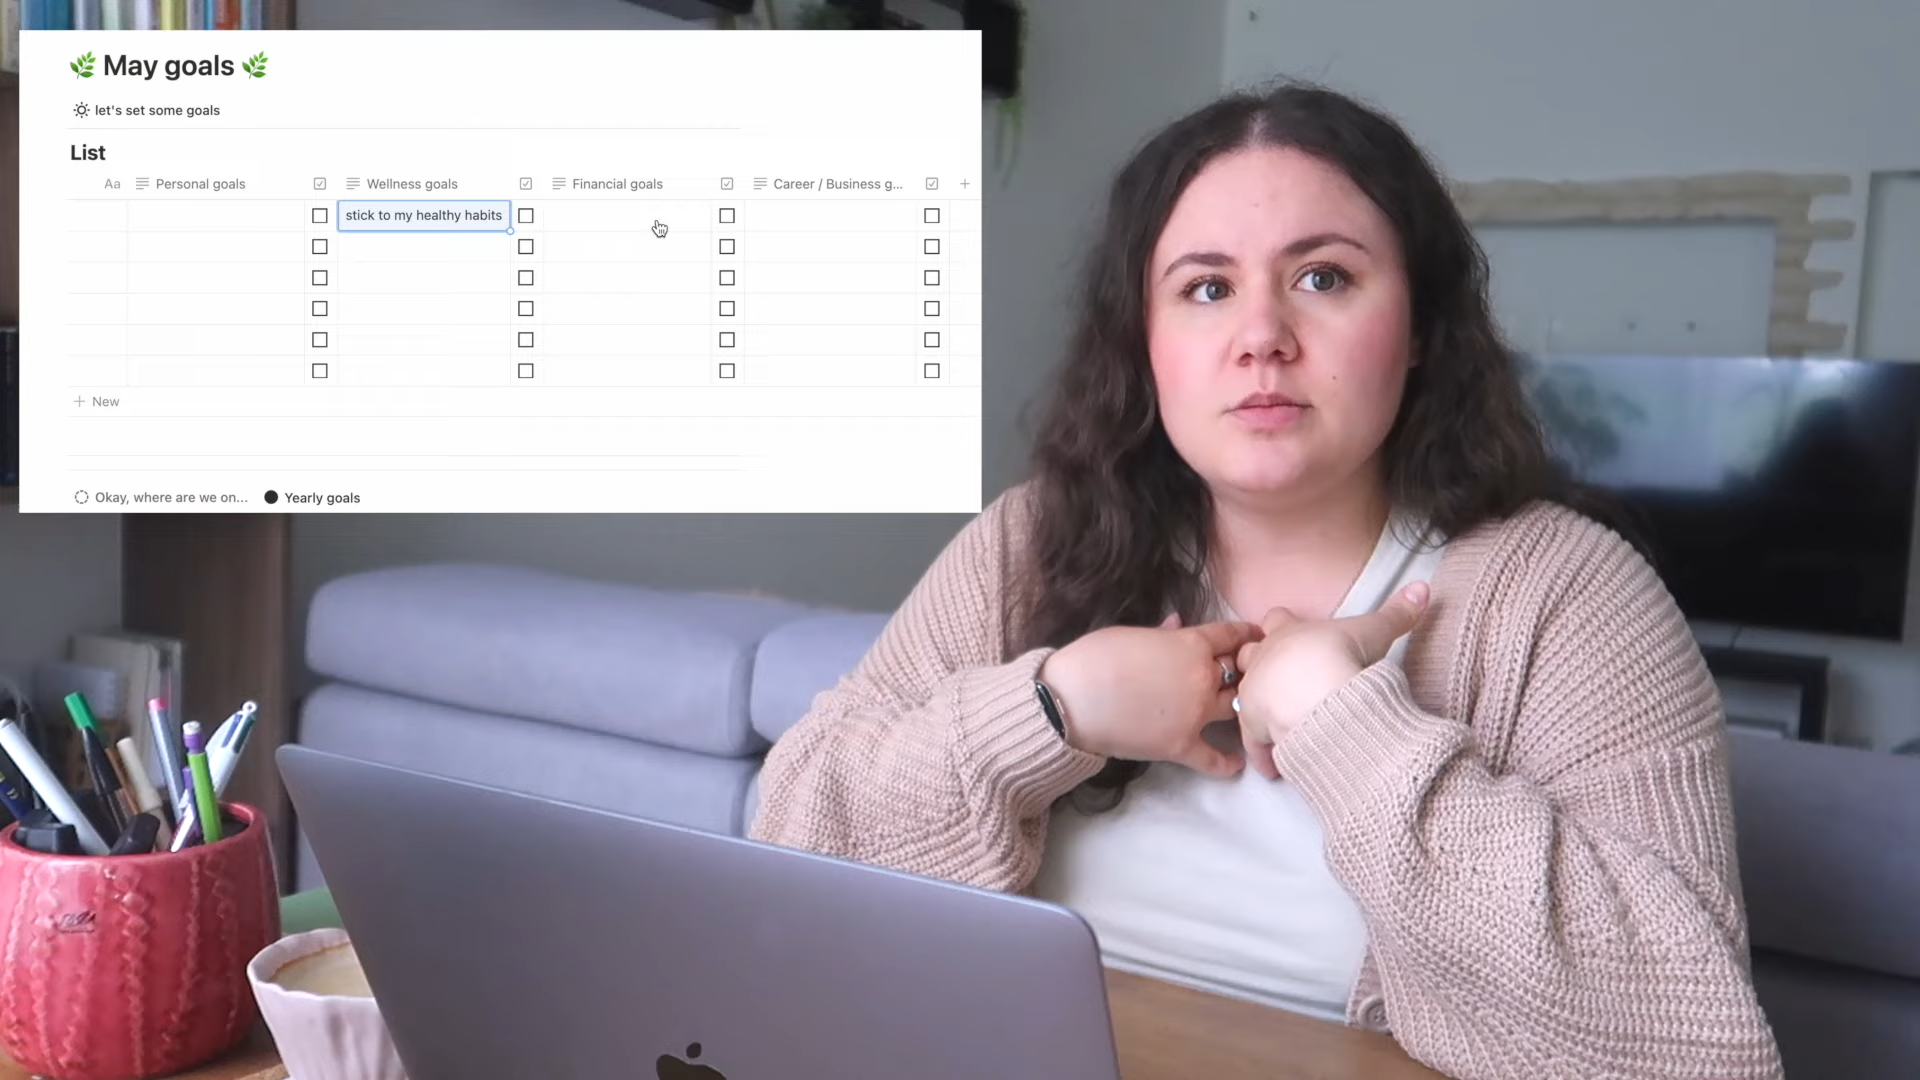 🌿 May goals 🌿
let's set some goals
List
Aa Personal goals Wellness goals Financial goals Career / Business g...
stick to my healthy habits
+ New
Okay, where are we on... Yearly goals